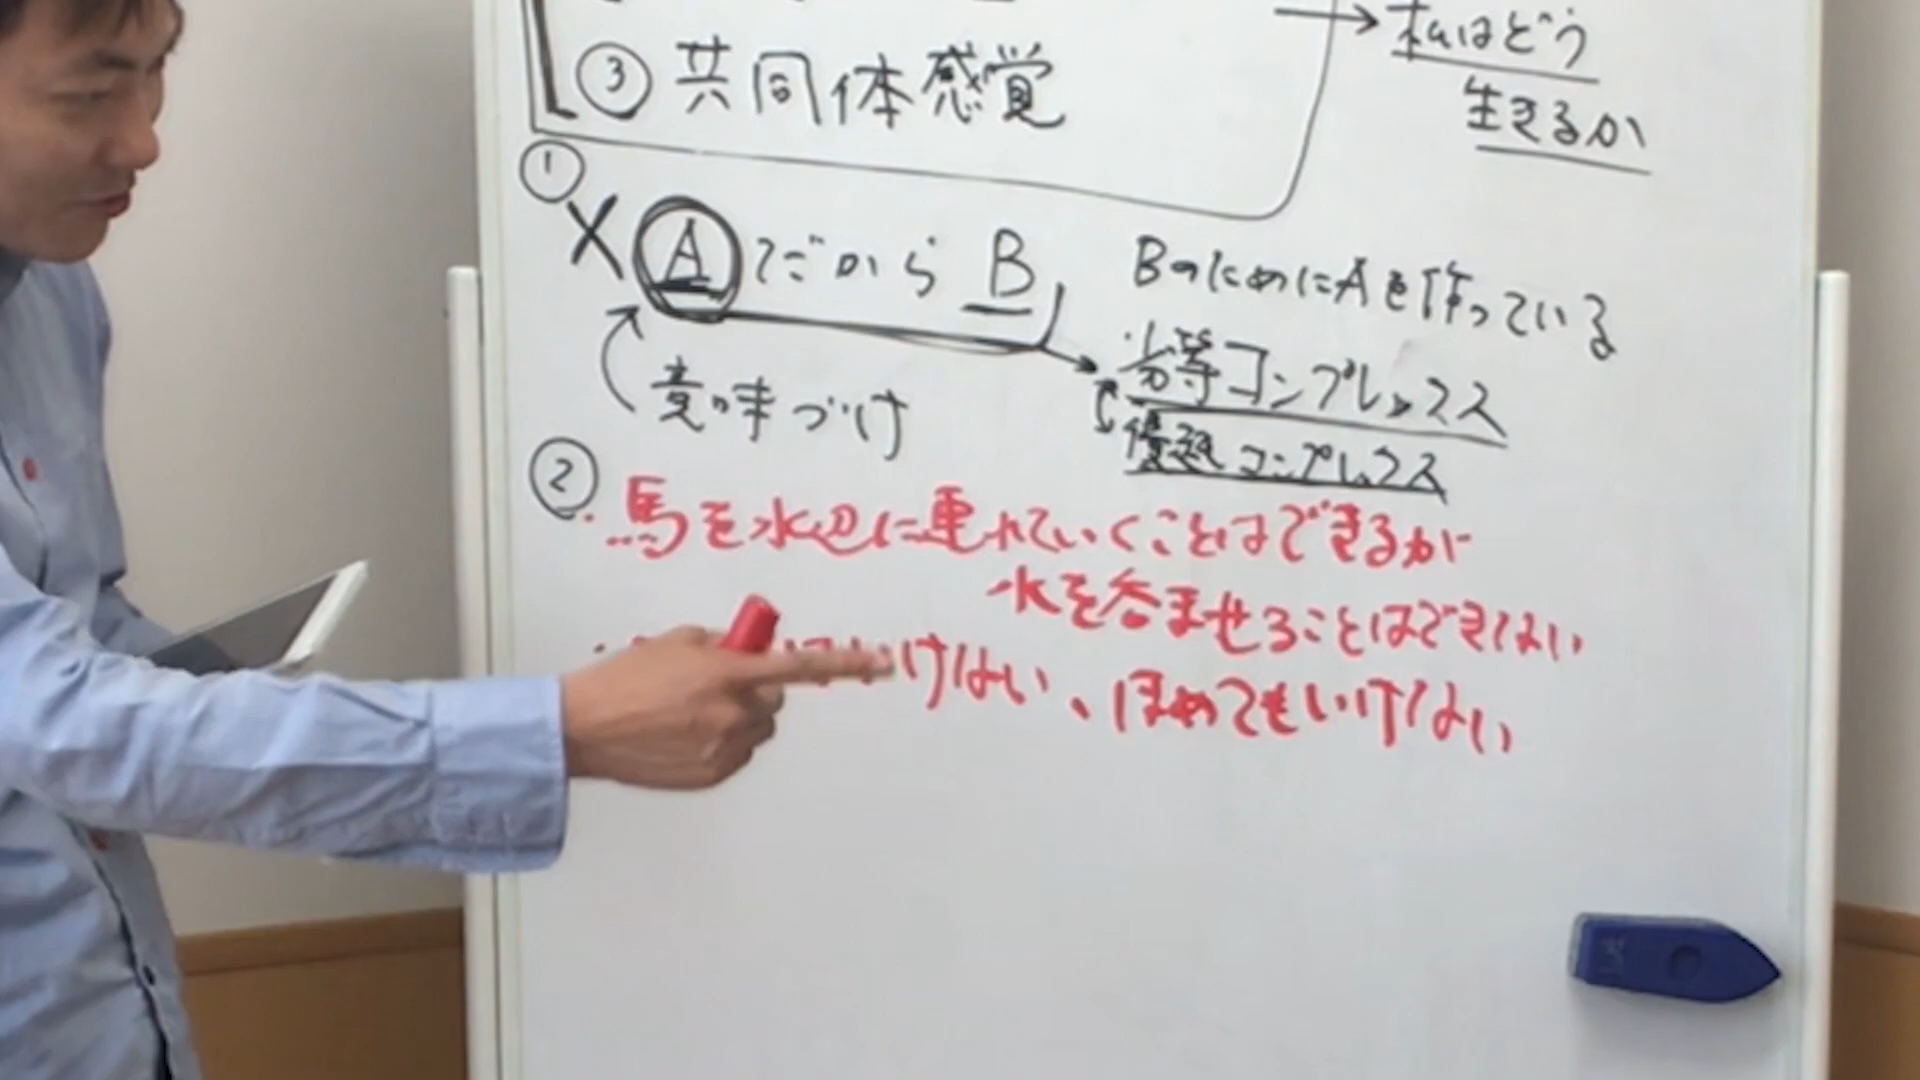 ③ 共同体感覚
→ 私はどう
生きるか
①
X A だから B
BのためにAを作っている
意味づけ
劣等コンプレックス
優越コンプレックス
②
・馬を水辺に連れていくことはできるが
水を呑ませることはできない
・いけない、ほめてもいけない